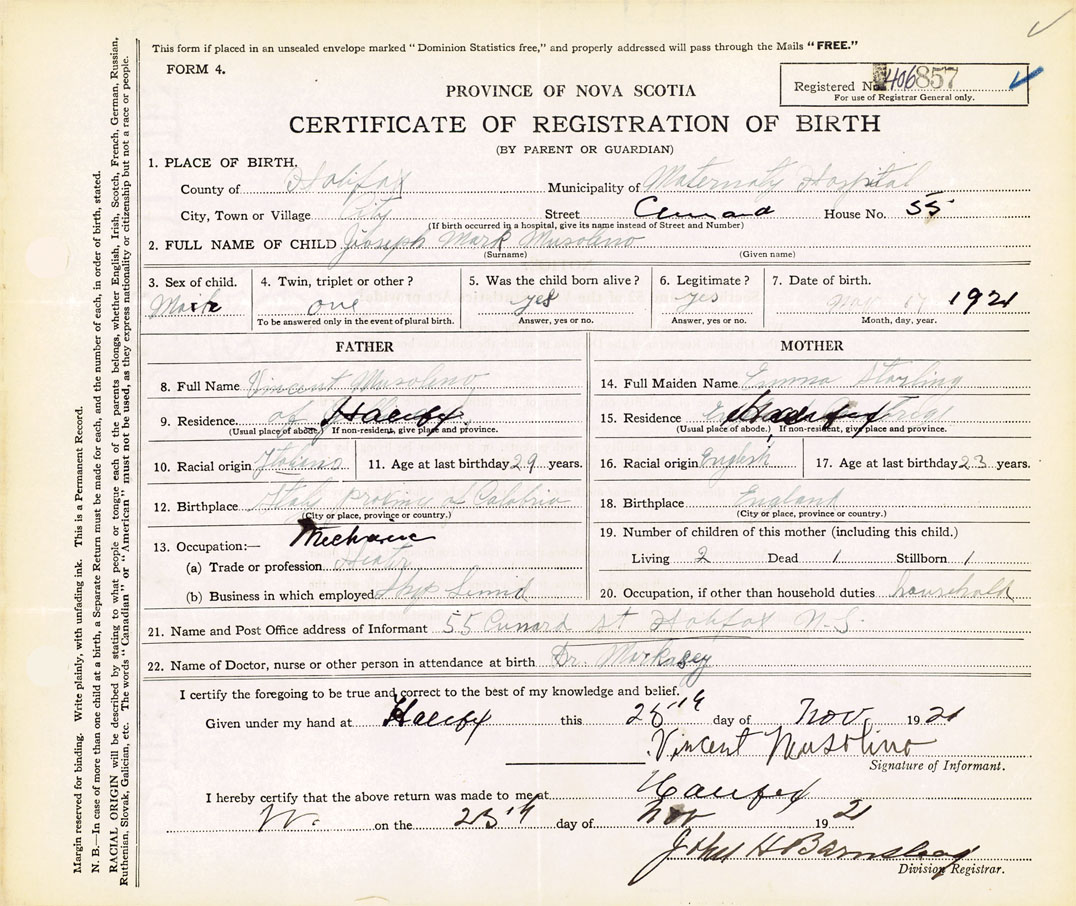 This form if placed in an unsealed envelope marked "Dominion Statistics free," and properly addressed will pass through the Mails "FREE."
FORM 4.
Registered No. 406857
For use of Registrar General only.
PROVINCE OF NOVA SCOTIA
CERTIFICATE OF REGISTRATION OF BIRTH
(BY PARENT OR GUARDIAN)
1. PLACE OF BIRTH.
County of Halifax Municipality of Maternaty Hospital
City, Town or Village City Street Cunard House No. 55
(If birth occurred in a hospital, give its name instead of Street and Number)
2. FULL NAME OF CHILD Joseph Mark Musolino
(Surname) (Given name)
3. Sex of child. 4. Twin, triplet or other? 5. Was the child born alive? 6. Legitimate? 7. Date of birth.
Male one yes yes Nov 17 1921
To be answered only in the event of plural birth. Answer, yes or no. Answer, yes or no. Month, day, year.
FATHER MOTHER
8. Full Name Vincent Musolino 14. Full Maiden Name Emma Starling
9. Residence Halifax 15. Residence Halifax
(Usual place of abode.) If non-resident, give place and province. (Usual place of abode.) If non-resident, give place and province.
10. Racial origin Italiano 11. Age at last birthday 29 years. 16. Racial origin English 17. Age at last birthday 23 years.
12. Birthplace Italy Province of Calabria 18. Birthplace England
(City or place, province or country.) (City or place, province or country.)
13. Occupation:— Mechanic 19. Number of children of this mother (including this child.)
(a) Trade or profession Living 2 Dead 1 Stillborn 1
(b) Business in which employed 20. Occupation, if other than household duties household
21. Name and Post Office address of Informant 55 Cunard St Halifax N.S.
22. Name of Doctor, nurse or other person in attendance at birth Dr.
I certify the foregoing to be true and correct to the best of my knowledge and belief.
Given under my hand at Halifax this 25th day of Nov 1921
Vincent Musolino
Signature of Informant.
I hereby certify that the above return was made to me at Halifax
on the 25th day of Nov 1921
John H Barnstead
Division Registrar.
Margin reserved for binding. Write plainly, with unfading ink. This is a Permanent Record.
N. B.—In case of more than one child at a birth, a Separate Return must be made for each, and the number of each, in order of birth, stated.
RACIAL ORIGIN will be described by stating to what people or tongue each of the parents belongs, whether English, Irish, Scotch, French, German, Russian,
Ruthenian, Slovak, Galician, etc. The words "Canadian" or "American" must not be used, as they express nationality or citizenship but not a race or people.